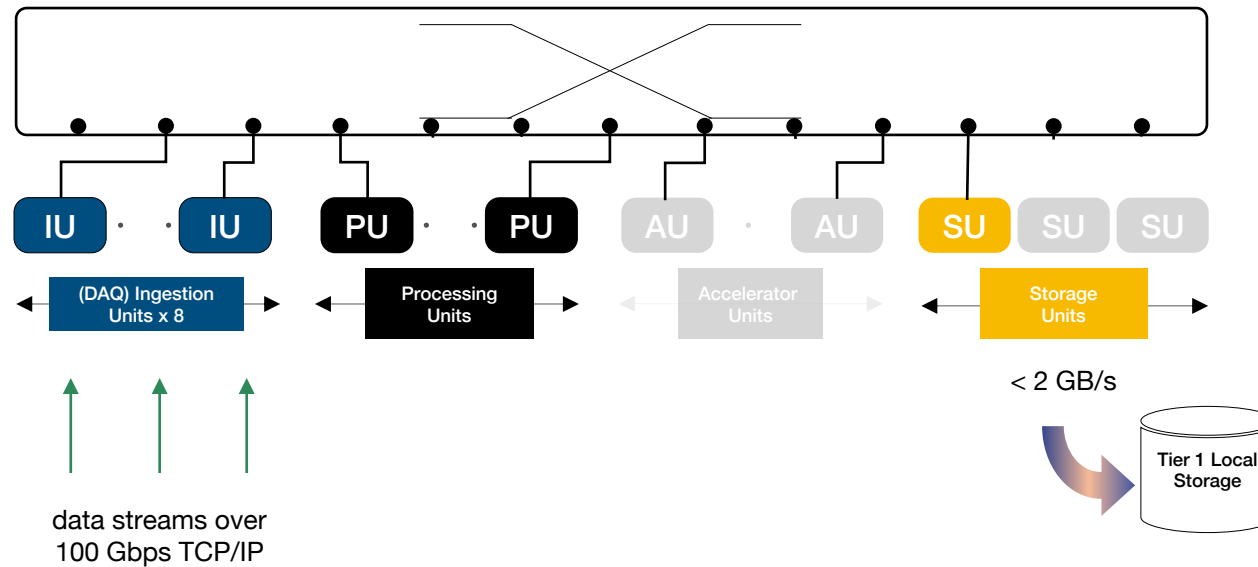 IU
IU
PU
PU
AU
AU
SU
SU
SU
(DAQ) Ingestion
Units x 8
Processing
Units
Accelerator
Units
Storage
Units
< 2 GB/s
Tier 1 Local
Storage
data streams over
100 Gbps TCP/IP